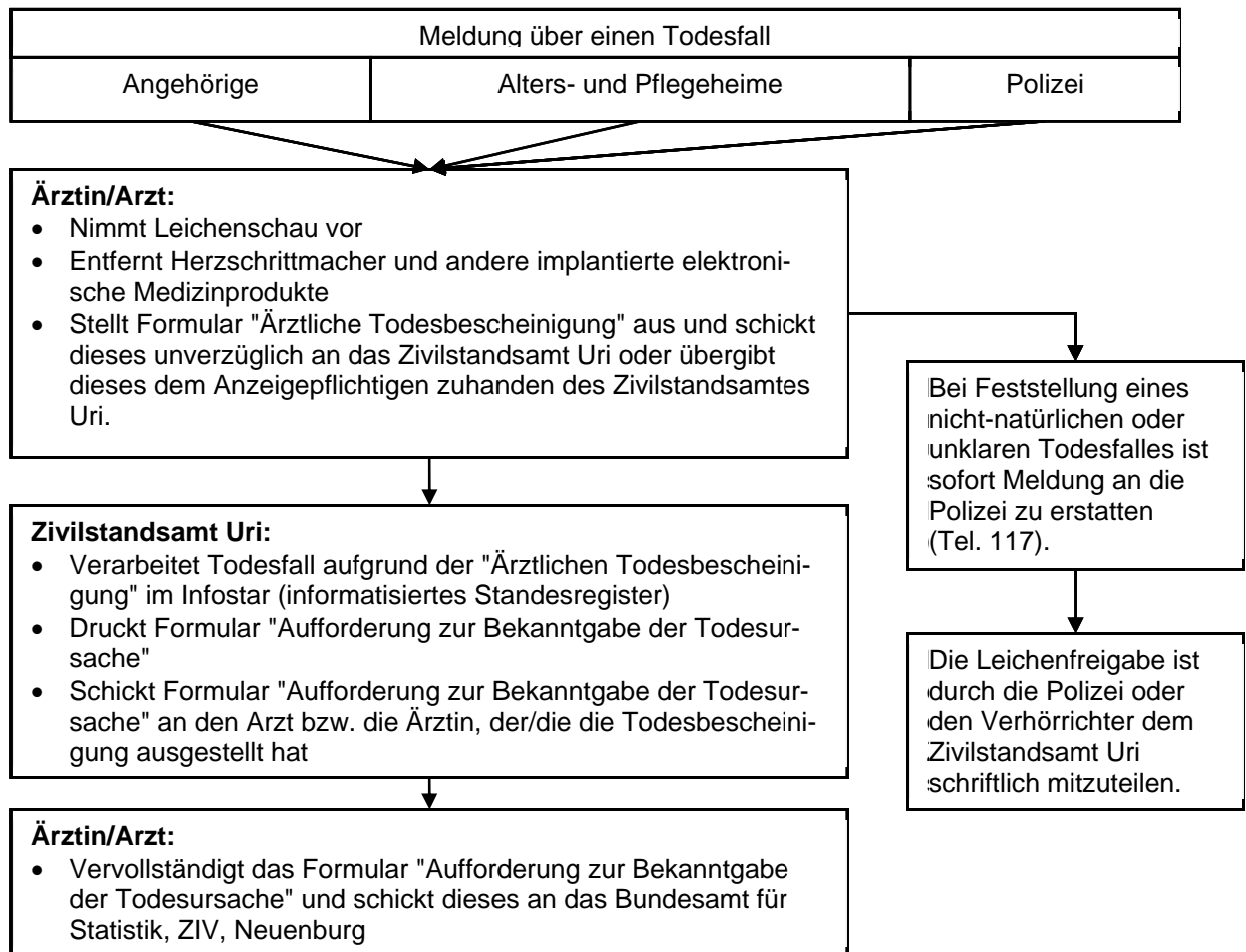 Meldung über einen Todesfall
Angehörige
Alters- und Pflegeheime
Polizei
Ärztin/Arzt:
• Nimmt Leichenschau vor
• Entfernt Herzschrittmacher und andere implantierte elektroni-
sche Medizinprodukte
• Stellt Formular "Ärztliche Todesbescheinigung" aus und schickt
dieses unverzüglich an das Zivilstandsamt Uri oder übergibt
dieses dem Anzeigepflichtigen zuhanden des Zivilstandsamtes
Uri.
Bei Feststellung eines
nicht-natürlichen oder
unklaren Todesfalles ist
sofort Meldung an die
Polizei zu erstatten
(Tel. 117).
Zivilstandsamt Uri:
• Verarbeitet Todesfall aufgrund der "Ärztlichen Todesbescheini-
gung" im Infostar (informatisiertes Standesregister)
• Druckt Formular "Aufforderung zur Bekanntgabe der Todesur-
sache"
• Schickt Formular "Aufforderung zur Bekanntgabe der Todesur-
sache" an den Arzt bzw. die Ärztin, der/die die Todesbescheini-
gung ausgestellt hat
Die Leichenfreigabe ist
durch die Polizei oder
den Verhörrichter dem
Zivilstandsamt Uri
schriftlich mitzuteilen.
Ärztin/Arzt:
• Vervollständigt das Formular "Aufforderung zur Bekanntgabe
der Todesursache" und schickt dieses an das Bundesamt für
Statistik, ZIV, Neuenburg